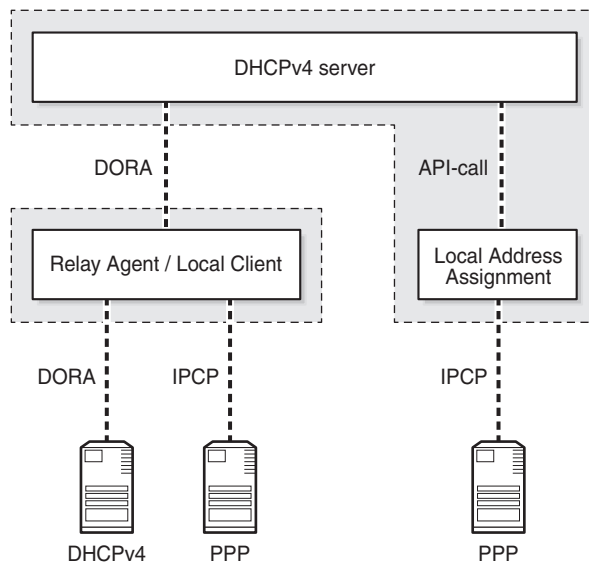 DHCPv4 server
DORA
API-call
Relay Agent / Local Client
Local Address
Assignment
DORA
IPCP
IPCP
DHCPv4
PPP
PPP